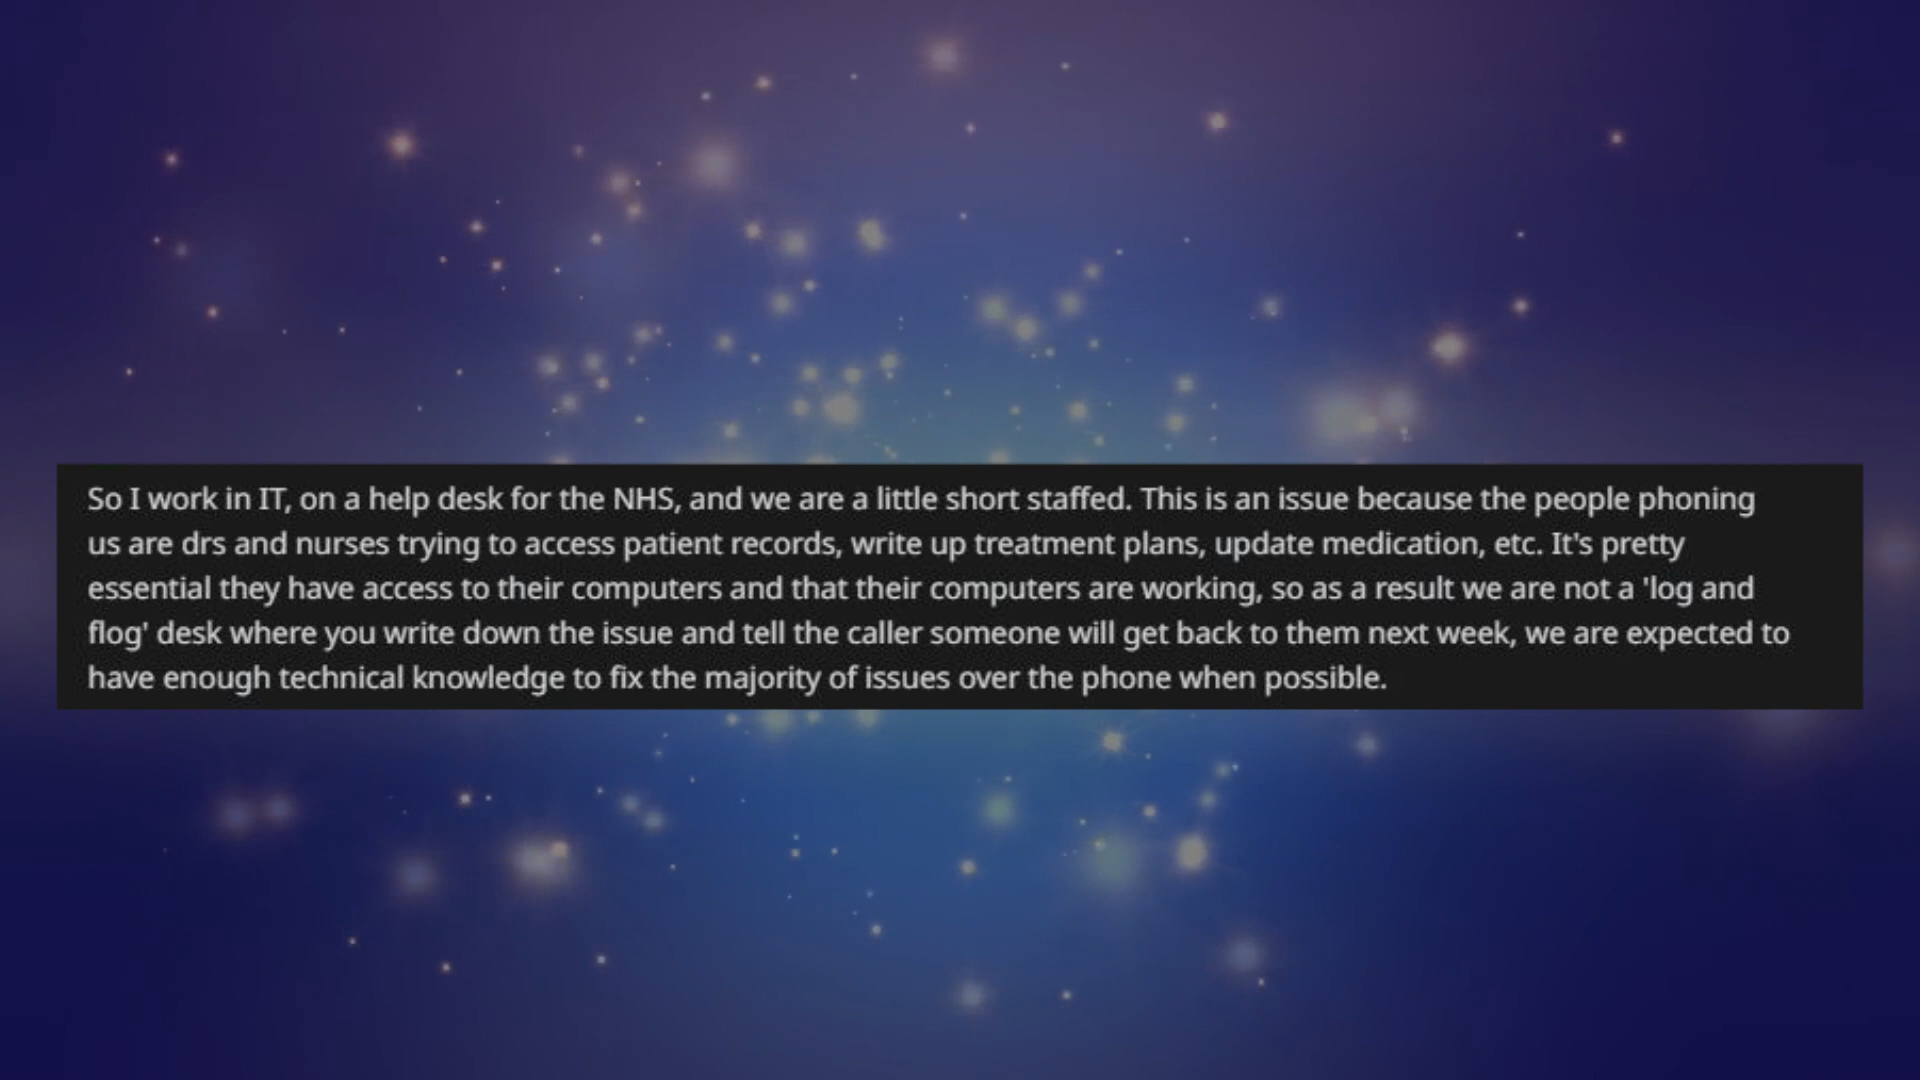 So I work in IT, on a help desk for the NHS, and we are a little short staffed. This is an issue because the people phoning
us are drs and nurses trying to access patient records, write up treatment plans, update medication, etc. It's pretty
essential they have access to their computers and that their computers are working, so as a result we are not a 'log and
flog' desk where you write down the issue and tell the caller someone will get back to them next week, we are expected to
have enough technical knowledge to fix the majority of issues over the phone when possible.